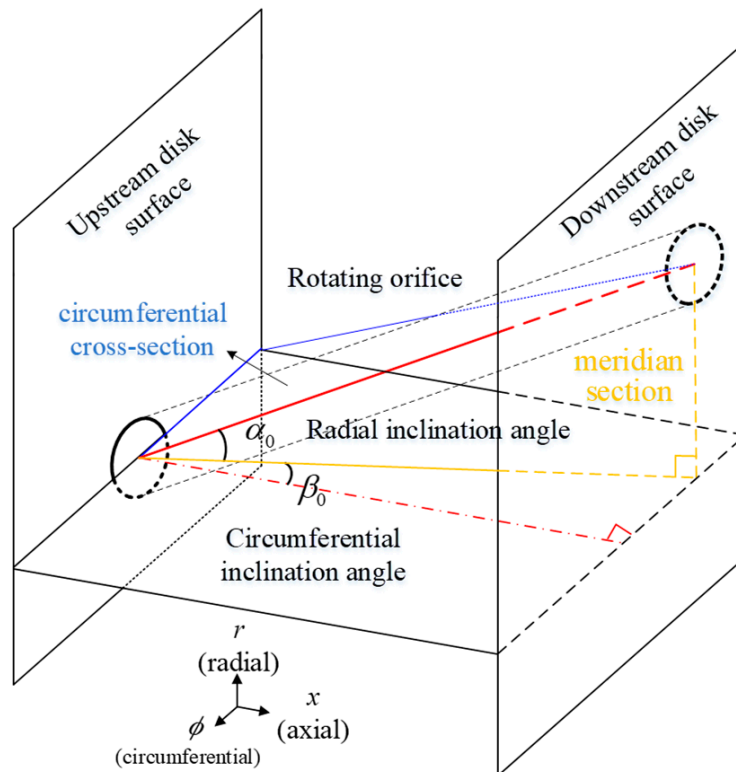 Upstream disk
surface
Downstream disk
surface
Rotating orifice
circumferential
cross-section
meridian
section
α₀
Radial inclination angle
β₀
Circumferential
inclination angle
r
(radial)
x
(axial)
ϕ
(circumferential)